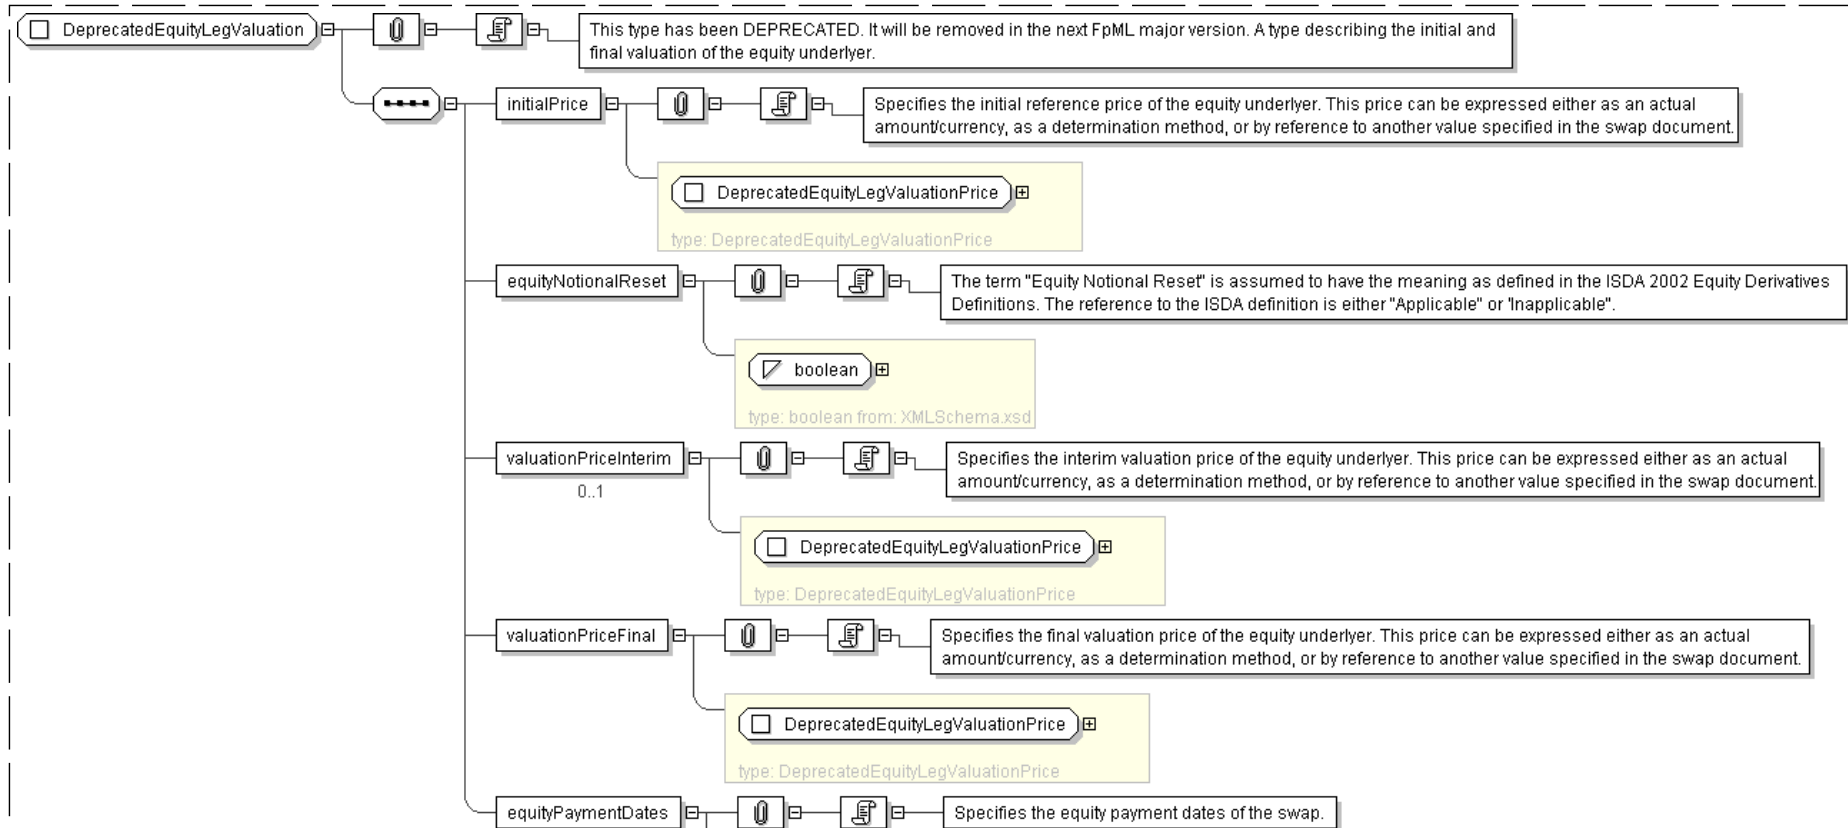 DeprecatedEquityLegValuation
This type has been DEPRECATED. It will be removed in the next FpML major version. A type describing the initial and
final valuation of the equity underlyer.
initialPrice
Specifies the initial reference price of the equity underlyer. This price can be expressed either as an actual
amount/currency, as a determination method, or by reference to another value specified in the swap document.
DeprecatedEquityLegValuationPrice
type: DeprecatedEquityLegValuationPrice
equityNotionalReset
The term "Equity Notional Reset" is assumed to have the meaning as defined in the ISDA 2002 Equity Derivatives
Definitions. The reference to the ISDA definition is either "Applicable" or 'Inapplicable".
boolean
type: boolean from: XMLSchema.xsd
valuationPriceInterim
0..1
Specifies the interim valuation price of the equity underlyer. This price can be expressed either as an actual
amount/currency, as a determination method, or by reference to another value specified in the swap document.
DeprecatedEquityLegValuationPrice
type: DeprecatedEquityLegValuationPrice
valuationPriceFinal
Specifies the final valuation price of the equity underlyer. This price can be expressed either as an actual
amount/currency, as a determination method, or by reference to another value specified in the swap document.
DeprecatedEquityLegValuationPrice
type: DeprecatedEquityLegValuationPrice
equityPaymentDates
Specifies the equity payment dates of the swap.